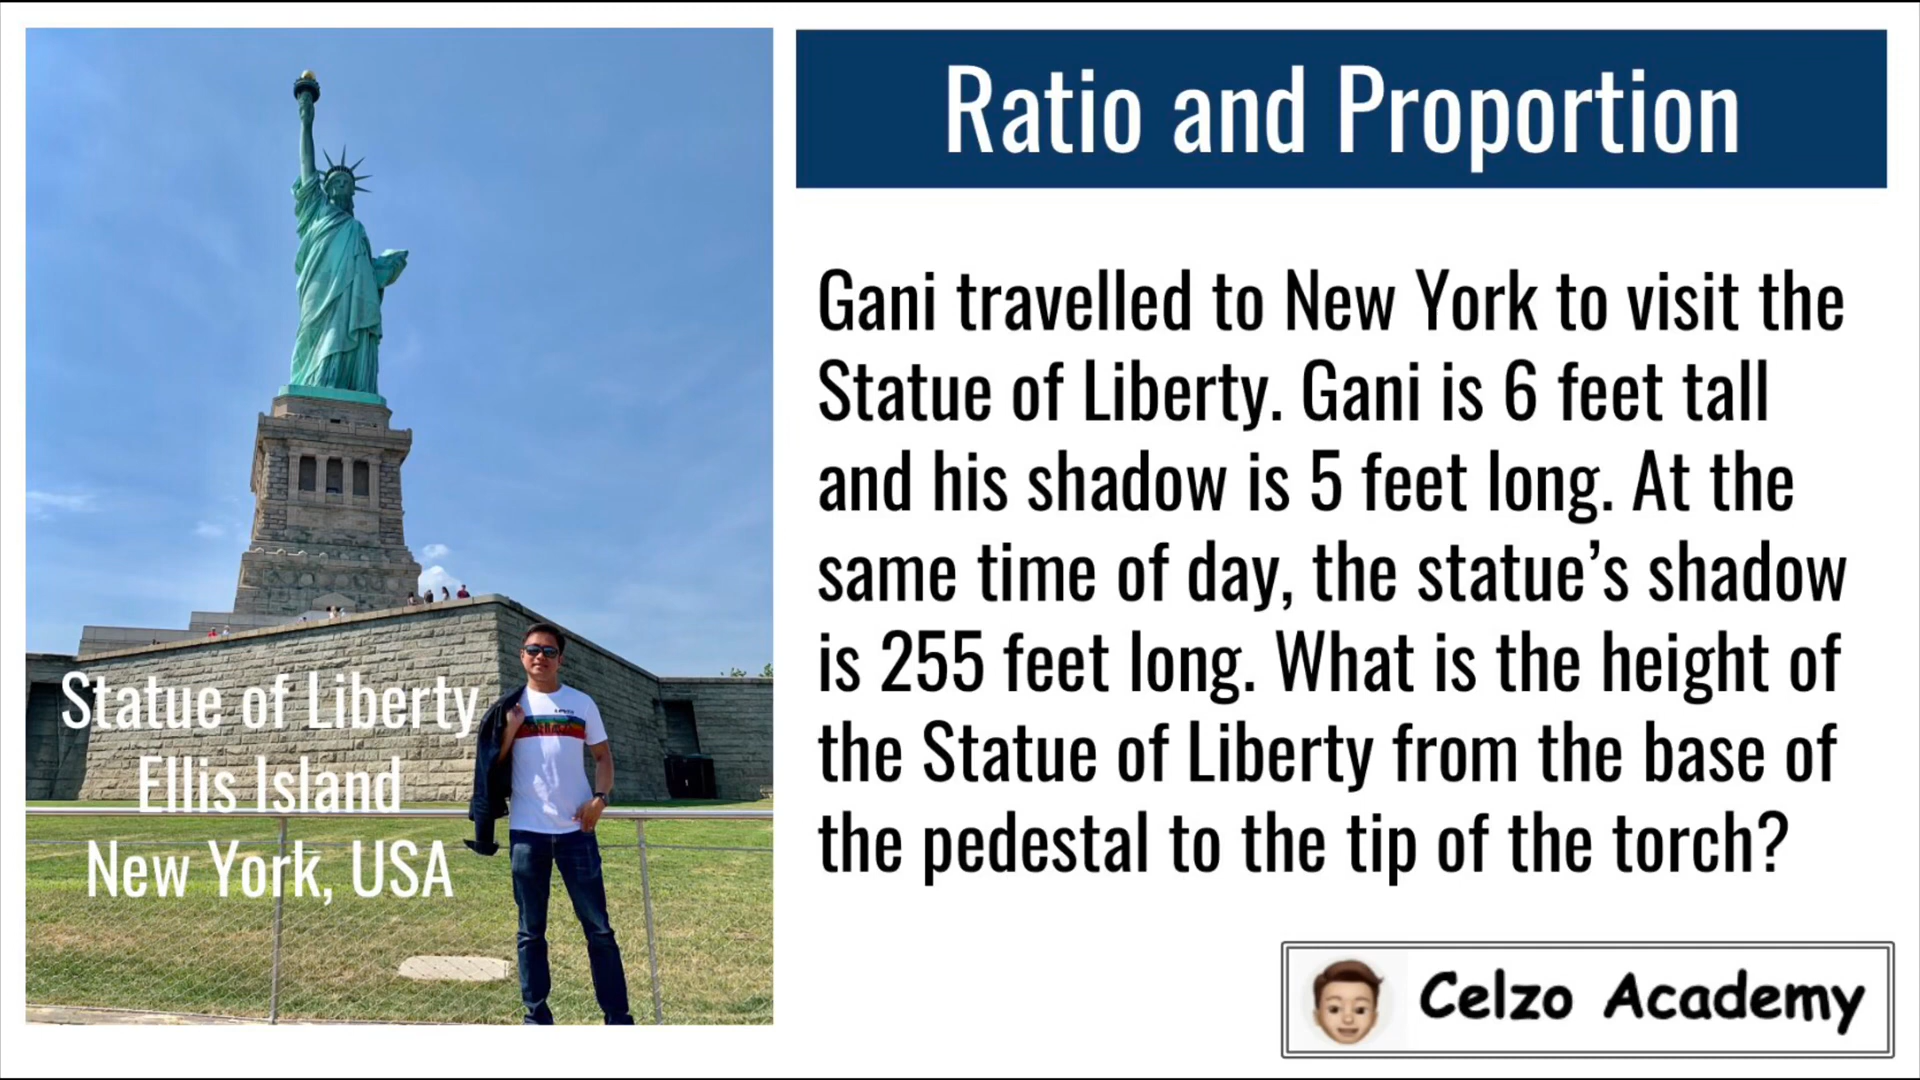 Ratio and Proportion
Gani travelled to New York to visit the
Statue of Liberty. Gani is 6 feet tall
and his shadow is 5 feet long. At the
same time of day, the statue’s shadow
is 255 feet long. What is the height of
the Statue of Liberty from the base of
the pedestal to the tip of the torch?
Statue of Liberty
Ellis Island
New York, USA
Celzo Academy